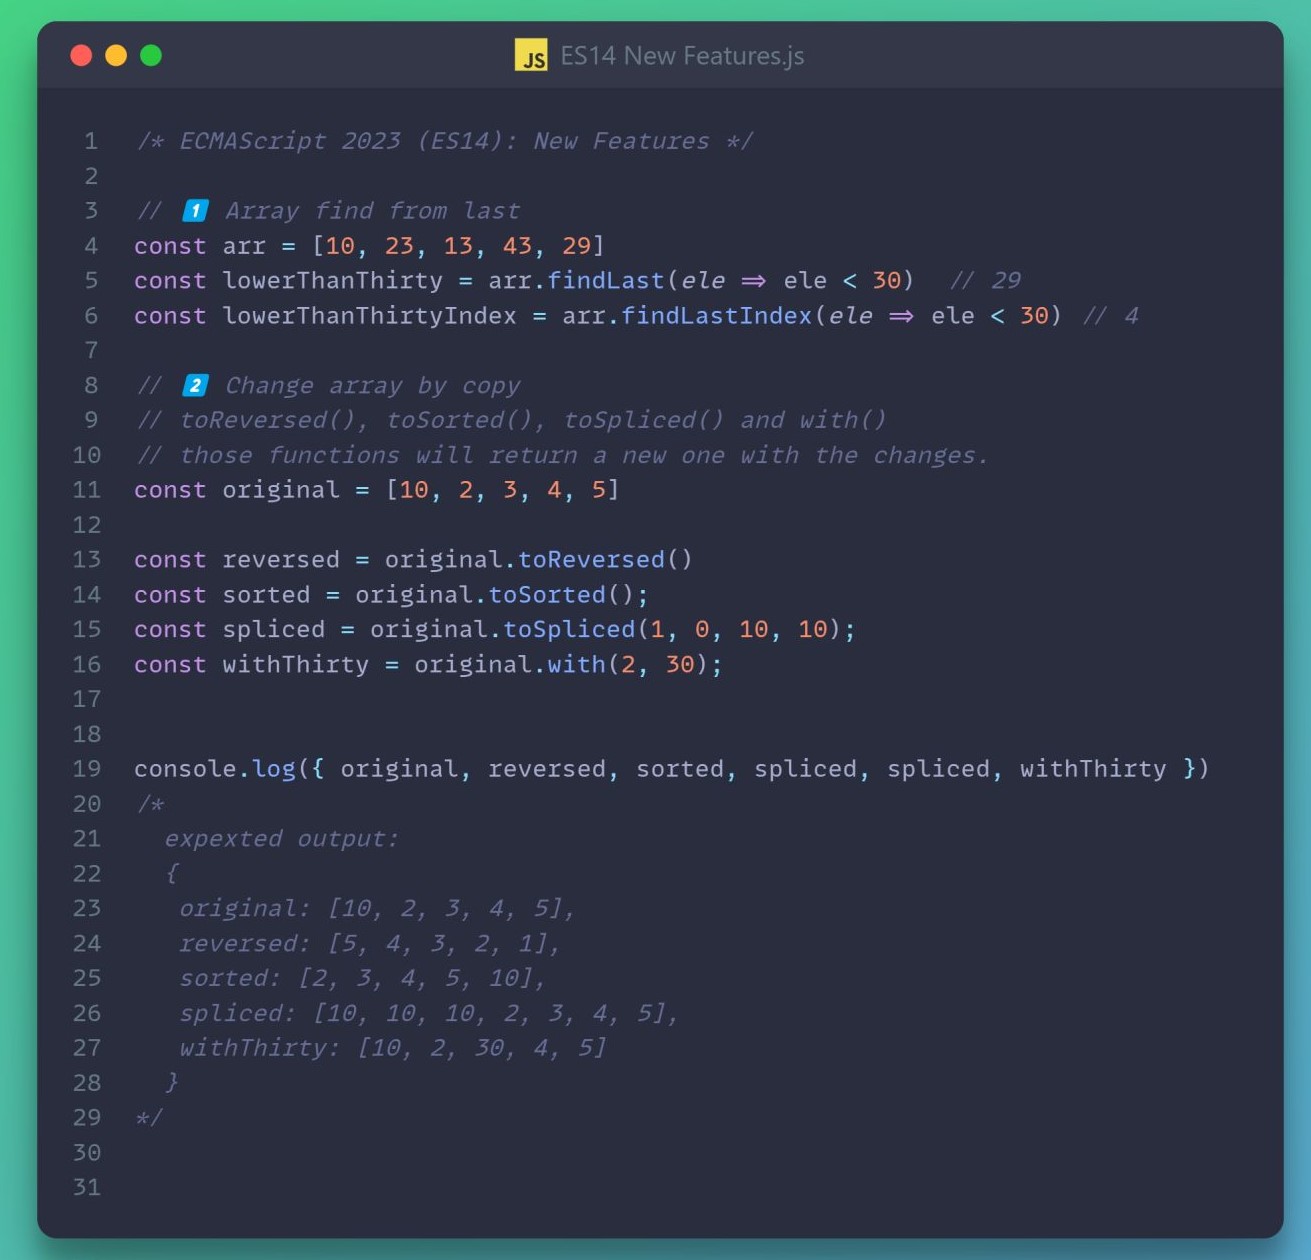 JS ES14 New Features.js
1 /* ECMAScript 2023 (ES14): New Features */
2
3 // 1️⃣ Array find from last
4 const arr = [10, 23, 13, 43, 29]
5 const lowerThanThirty = arr.findLast(ele => ele < 30)  // 29
6 const lowerThanThirtyIndex = arr.findLastIndex(ele => ele < 30) // 4
7
8 // 2️⃣ Change array by copy
9 // toReversed(), toSorted(), toSpliced() and with()
10 // those functions will return a new one with the changes.
11 const original = [10, 2, 3, 4, 5]
12
13 const reversed = original.toReversed()
14 const sorted = original.toSorted();
15 const spliced = original.toSpliced(1, 0, 10, 10);
16 const withThirty = original.with(2, 30);
17
18
19 console.log({ original, reversed, sorted, spliced, spliced, withThirty })
20 /*
21   expexted output:
22   {
23    original: [10, 2, 3, 4, 5],
24    reversed: [5, 4, 3, 2, 1],
25    sorted: [2, 3, 4, 5, 10],
26    spliced: [10, 10, 10, 2, 3, 4, 5],
27    withThirty: [10, 2, 30, 4, 5]
28   }
29 */
30
31